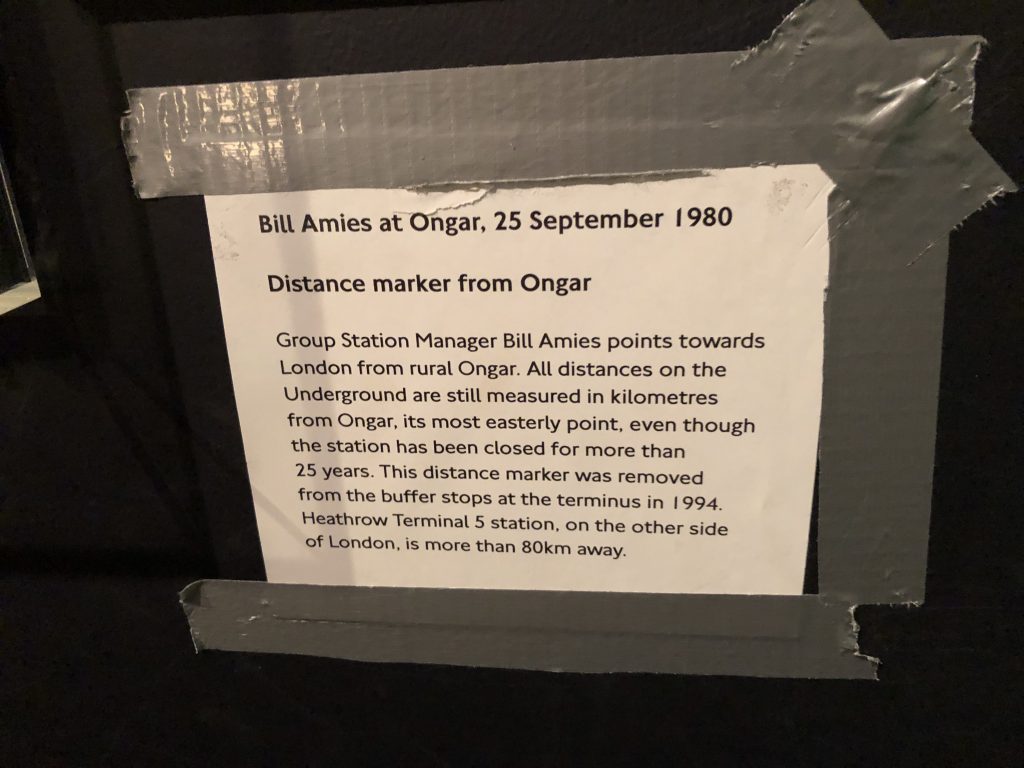 Bill Amies at Ongar, 25 September 1980
Distance marker from Ongar
Group Station Manager Bill Amies points towards
London from rural Ongar. All distances on the
Underground are still measured in kilometres
from Ongar, its most easterly point, even though
the station has been closed for more than
25 years. This distance marker was removed
from the buffer stops at the terminus in 1994.
Heathrow Terminal 5 station, on the other side
of London, is more than 80km away.